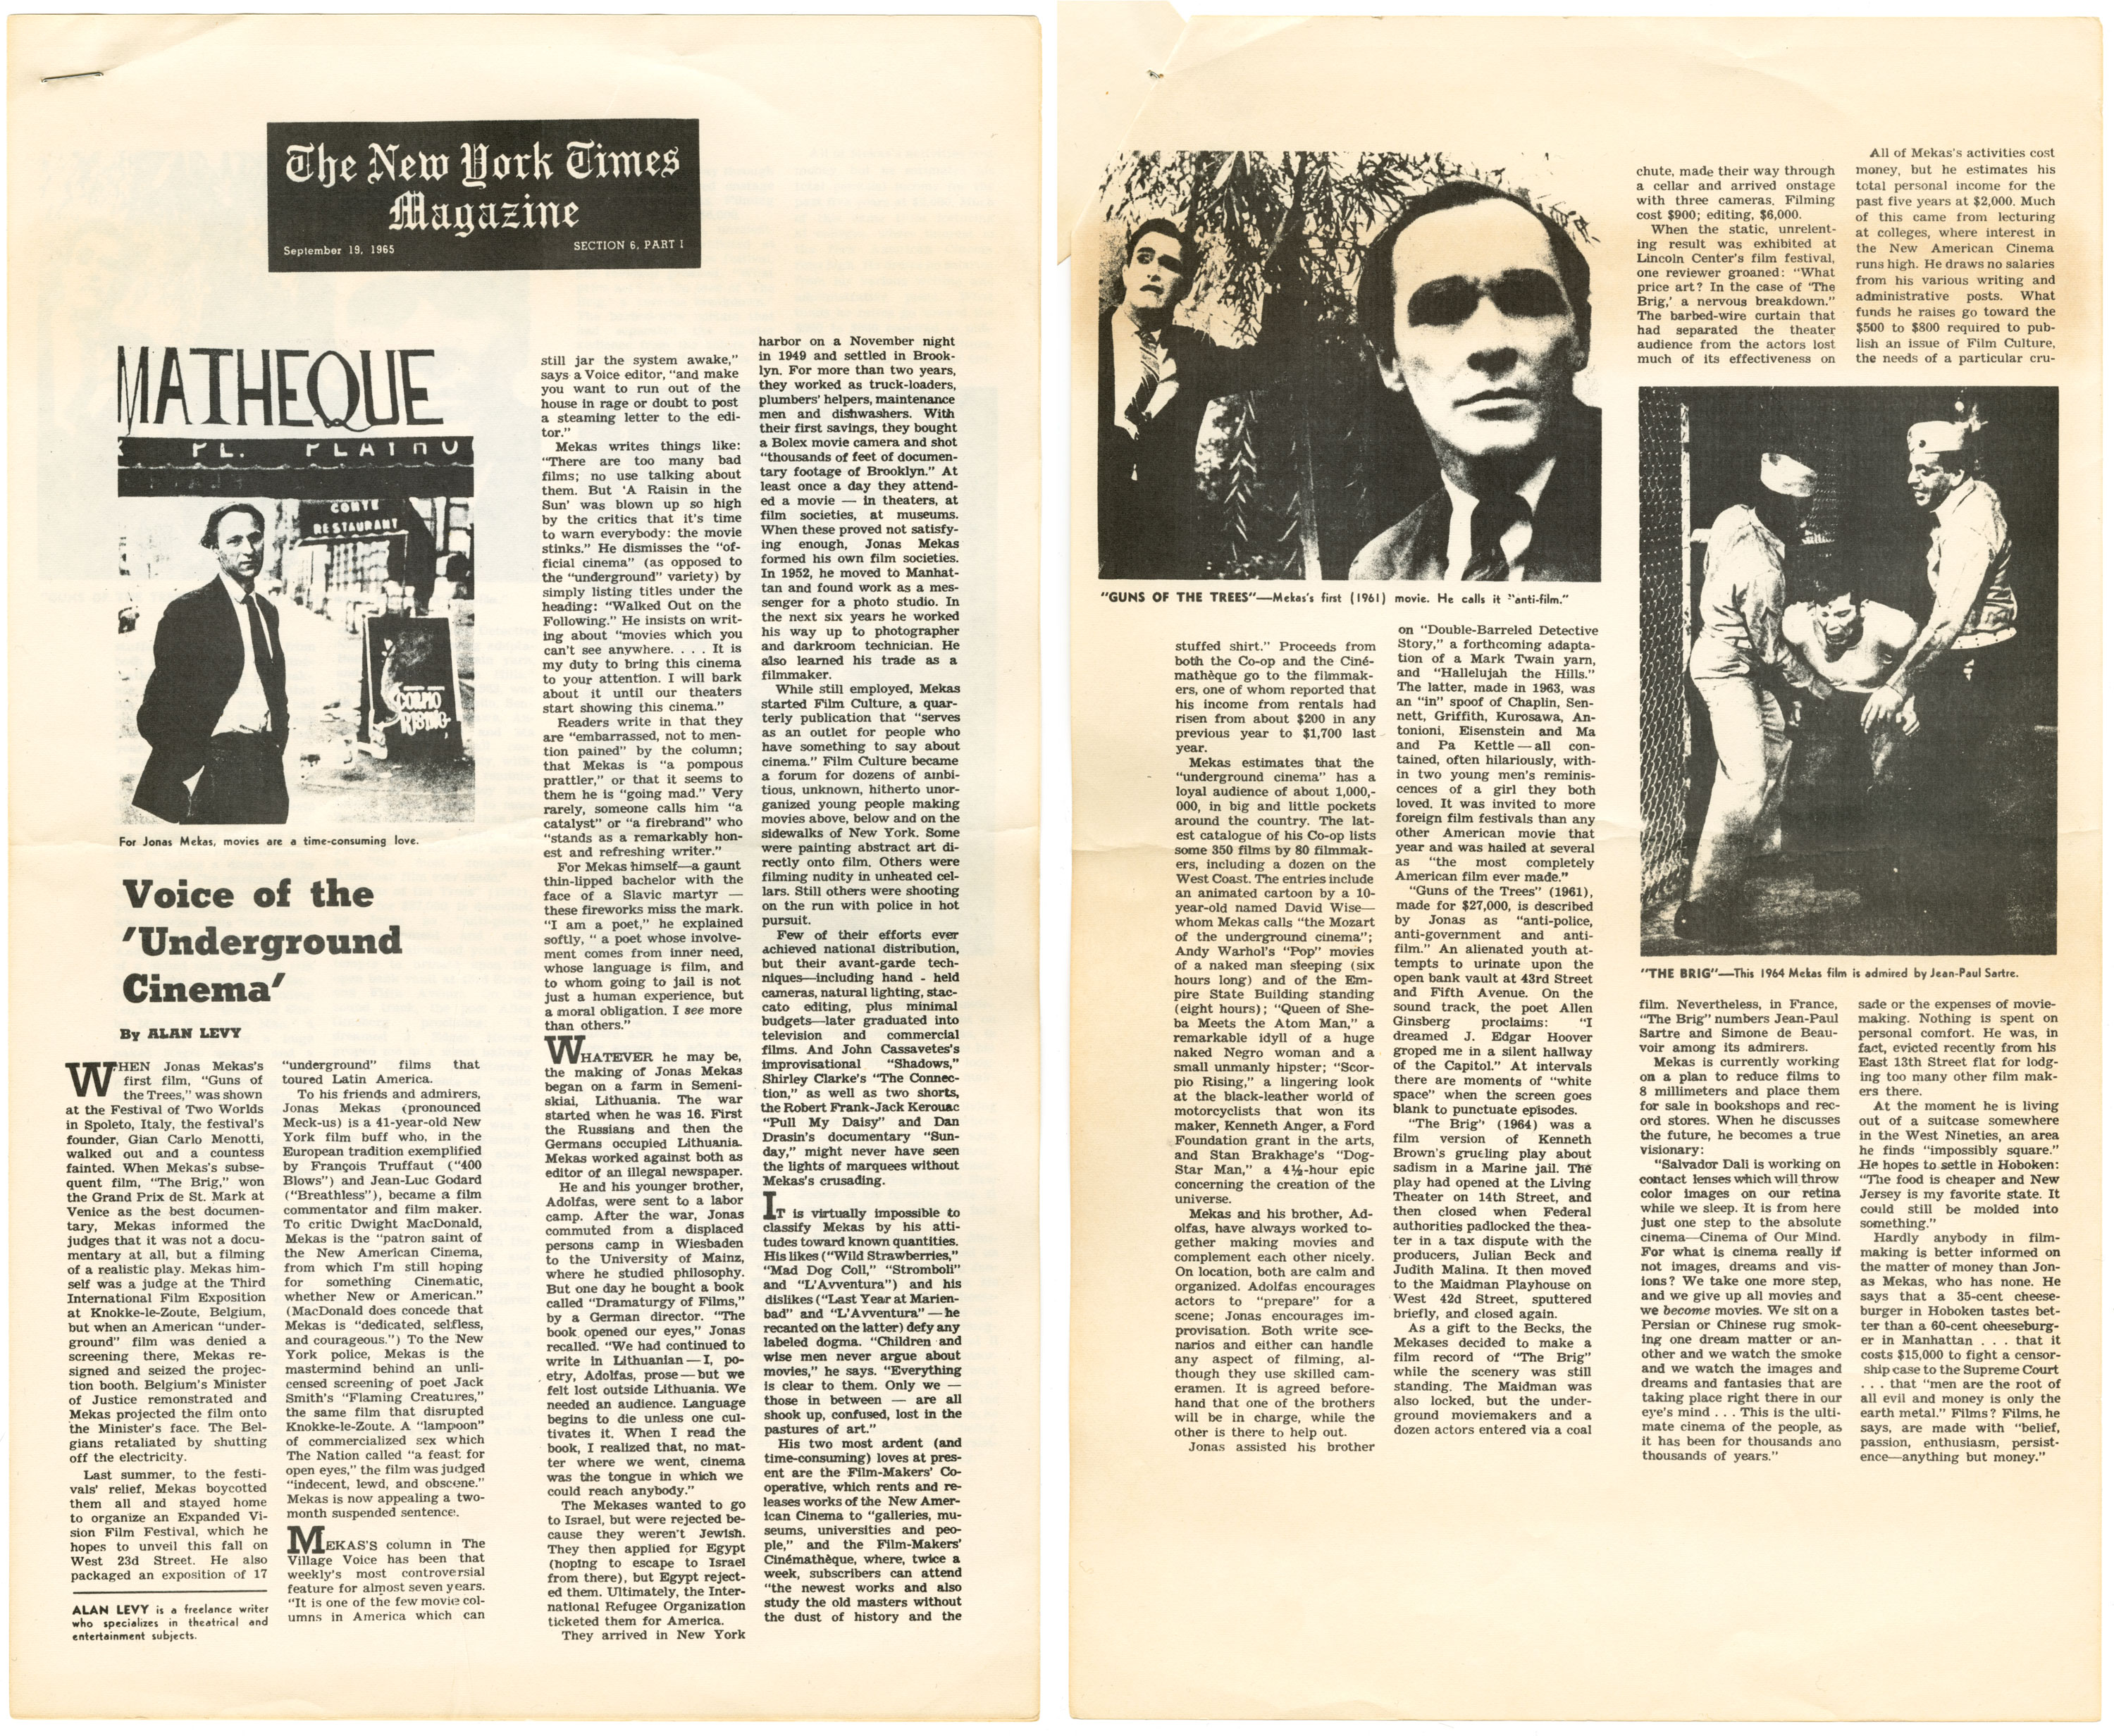 The New York Times
Magazine
September 19, 1965
SECTION 6, PART I
MATHEQUE
PL. PLAYHOU
RESTAURANT
RISING
For Jonas Mekas, movies are a time-consuming love.
Voice of the
'Underground
Cinema'
By ALAN LEVY
WHEN Jonas Mekas's
first film, "Guns of
the Trees," was shown
at the Festival of Two Worlds
in Spoleto, Italy, the festival's
founder, Gian Carlo Menotti,
walked out and a countess
fainted. When Mekas's subse-
quent film, "The Brig," won
the Grand Prix de St. Mark at
Venice as the best documen-
tary, Mekas informed the
judges that it was not a docu-
mentary at all, but a filming
of a realistic play. Mekas him-
self was a judge at the Third
International Film Exposition
at Knokke-le-Zoute, Belgium,
but when an American "under-
ground" film was denied a
screening there, Mekas re-
signed and seized the projec-
tion booth. Belgium's Minister
of Justice remonstrated and
Mekas projected the film onto
the Minister's face. The Bel-
gians retaliated by shutting
off the electricity.
Last summer, to the festi-
vals' relief, Mekas boycotted
them all and stayed home
to organize an Expanded Vi-
sion Film Festival, which he
hopes to unveil this fall on
West 23d Street. He also
packaged an exposition of 17
ALAN LEVY is a freelance writer
who specializes in theatrical and
entertainment subjects.
"underground" films that
toured Latin America.
To his friends and admirers,
Jonas Mekas (pronounced
Meck-us) is a 41-year-old New
York film buff who, in the
European tradition exemplified
by François Truffaut ("400
Blows") and Jean-Luc Godard
("Breathless"), became a film
commentator and film maker.
To critic Dwight MacDonald,
Mekas is the "patron saint of
the New American Cinema,
from which I'm still hoping
for something Cinematic,
whether New or American."
(MacDonald does concede that
Mekas is "dedicated, selfless,
and courageous.") To the New
York police, Mekas is the
mastermind behind an unli-
censed screening of poet Jack
Smith's "Flaming Creatures,"
the same film that disrupted
Knokke-le-Zoute. A "lampoon"
of commercialized sex which
The Nation called "a feast for
open eyes," the film was judged
"indecent, lewd, and obscene."
Mekas is now appealing a two-
month suspended sentence.
MEKAS'S column in The
Village Voice has been that
weekly's most controversial
feature for almost seven years.
"It is one of the few movie col-
umns in America which can
still jar the system awake,"
says a Voice editor, "and make
you want to run out of the
house in rage or doubt to post
a steaming letter to the edi-
tor."
Mekas writes things like:
"There are too many bad
films; no use talking about
them. But 'A Raisin in the
Sun' was blown up so high
by the critics that it's time
to warn everybody: the movie
stinks." He dismisses the "of-
ficial cinema" (as opposed to
the "underground" variety) by
simply listing titles under the
heading: "Walked Out on the
Following." He insists on writ-
ing about "movies which you
can't see anywhere. . . . It is
my duty to bring this cinema
to your attention. I will bark
about it until our theaters
start showing this cinema."
Readers write in that they
are "embarrassed, not to men-
tion pained" by the column;
that Mekas is "a pompous
prattler," or that it seems to
them he is "going mad." Very
rarely, someone calls him "a
catalyst" or "a firebrand" who
"stands as a remarkably hon-
est and refreshing writer."
For Mekas himself—a gaunt
thin-lipped bachelor with the
face of a Slavic martyr —
these fireworks miss the mark.
"I am a poet," he explained
softly, " a poet whose involve-
ment comes from inner need,
whose language is film, and
to whom going to jail is not
just a human experience, but
a moral obligation. I see more
than others."
WHATEVER he may be,
the making of Jonas Mekas
began on a farm in Semeni-
skiai, Lithuania. The war
started when he was 16. First
the Russians and then the
Germans occupied Lithuania.
Mekas worked against both as
editor of an illegal newspaper.
He and his younger brother,
Adolfas, were sent to a labor
camp. After the war, Jonas
commuted from a displaced
persons camp in Wiesbaden
to the University of Mainz,
where he studied philosophy.
But one day he bought a book
called "Dramaturgy of Films,"
by a German director. "The
book opened our eyes," Jonas
recalled. "We had continued to
write in Lithuanian—I, po-
etry, Adolfas, prose—but we
felt lost outside Lithuania. We
needed an audience. Language
begins to die unless one cul-
tivates it. When I read the
book, I realized that, no mat-
ter where we went, cinema
was the tongue in which we
could reach anybody."
The Mekases wanted to go
to Israel, but were rejected be-
cause they weren't Jewish.
They then applied for Egypt
(hoping to escape to Israel
from there), but Egypt reject-
ed them. Ultimately, the Inter-
national Refugee Organization
ticketed them for America.
They arrived in New York
harbor on a November night
in 1949 and settled in Brook-
lyn. For more than two years,
they worked as truck-loaders,
plumbers' helpers, maintenance
men and dishwashers. With
their first savings, they bought
a Bolex movie camera and shot
"thousands of feet of documen-
tary footage of Brooklyn." At
least once a day they attend-
ed a movie — in theaters, at
film societies, at museums.
When these proved not satisfy-
ing enough, Jonas Mekas
formed his own film societies.
In 1952, he moved to Manhat-
tan and found work as a mes-
senger for a photo studio. In
the next six years he worked
his way up to photographer
and darkroom technician. He
also learned his trade as a
filmmaker.
While still employed, Mekas
started Film Culture, a quar-
terly publication that "serves
as an outlet for people who
have something to say about
cinema." Film Culture became
a forum for dozens of ambi-
tious, unknown, hitherto unor-
ganized young people making
movies above, below and on the
sidewalks of New York. Some
were painting abstract art di-
rectly onto film. Others were
filming nudity in unheated cel-
lars. Still others were shooting
on the run with police in hot
pursuit.
Few of their efforts ever
achieved national distribution,
but their avant-garde tech-
niques—including hand - held
cameras, natural lighting, stac-
cato editing, plus minimal
budgets—later graduated into
television and commercial
films. And John Cassavetes's
improvisational "Shadows,"
Shirley Clarke's "The Connec-
tion," as well as two shorts,
the Robert Frank-Jack Kerouac
"Pull My Daisy" and Dan
Drasin's documentary "Sun-
day," might never have seen
the lights of marquees without
Mekas's crusading.
IT is virtually impossible to
classify Mekas by his atti-
tudes toward known quantities.
His likes ("Wild Strawberries,"
"Mad Dog Coll," "Stromboli"
and "L'Avventura") and his
dislikes ("Last Year at Marien-
bad" and "L'Avventura"—he
recanted on the latter) defy any
labeled dogma. "Children and
wise men never argue about
movies," he says. "Everything
is clear to them. Only we —
those in between — are all
shook up, confused, lost in the
pastures of art."
His two most ardent (and
time-consuming) loves at pres-
ent are the Film-Makers' Co-
operative, which rents and re-
leases works of the New Amer-
ican Cinema to "galleries, mu-
seums, universities and peo-
ple," and the Film-Makers'
Cinémathèque, where, twice a
week, subscribers can attend
"the newest works and also
study the old masters without
the dust of history and the
"GUNS OF THE TREES"—Mekas's first (1961) movie. He calls it "anti-film."
stuffed shirt." Proceeds from
both the Co-op and the Ciné-
mathèque go to the filmmak-
ers, one of whom reported that
his income from rentals had
risen from about $200 in any
previous year to $1,700 last
year.
Mekas estimates that the
"underground cinema" has a
loyal audience of about 1,000,-
000, in big and little pockets
around the country. The lat-
est catalogue of his Co-op lists
some 350 films by 80 filmmak-
ers, including a dozen on the
West Coast. The entries include
an animated cartoon by a 10-
year-old named David Wise—
whom Mekas calls "the Mozart
of the underground cinema";
Andy Warhol's "Pop" movies
of a naked man sleeping (six
hours long) and of the Em-
pire State Building standing
(eight hours); "Queen of She-
ba Meets the Atom Man," a
remarkable idyll of a huge
naked Negro woman and a
small unmanly hipster; "Scor-
pio Rising," a lingering look
at the black-leather world of
motorcyclists that won its
maker, Kenneth Anger, a Ford
Foundation grant in the arts,
and Stan Brakhage's "Dog-
Star Man," a 4½-hour epic
concerning the creation of the
universe.
Mekas and his brother, Ad-
olfas, have always worked to-
gether making movies and
complement each other nicely.
On location, both are calm and
organized. Adolfas encourages
actors to "prepare" for a
scene; Jonas encourages im-
provisation. Both write sce-
narios and either can handle
any aspect of filming, al-
though they use skilled cam-
eramen. It is agreed before-
hand that one of the brothers
will be in charge, while the
other is there to help out.
Jonas assisted his brother
on "Double-Barreled Detective
Story," a forthcoming adapta-
tion of a Mark Twain yarn,
and "Hallelujah the Hills."
The latter, made in 1963, was
an "in" spoof of Chaplin, Sen-
nett, Griffith, Kurosawa, An-
tonioni, Eisenstein and Ma
and Pa Kettle—all con-
tained, often hilariously, with-
in two young men's reminis-
cences of a girl they both
loved. It was invited to more
foreign film festivals than any
other American movie that
year and was hailed at several
as "the most completely
American film ever made."
"Guns of the Trees" (1961),
made for $27,000, is described
by Jonas as "anti-police,
anti-government and anti-
film." An alienated youth at-
tempts to urinate upon the
open bank vault at 43rd Street
and Fifth Avenue. On the
sound track, the poet Allen
Ginsberg proclaims: "I
dreamed J. Edgar Hoover
groped me in a silent hallway
of the Capitol." At intervals
there are moments of "white
space" when the screen goes
blank to punctuate episodes.
"The Brig" (1964) was a
film version of Kenneth
Brown's grueling play about
sadism in a Marine jail. The
play had opened at the Living
Theater on 14th Street, and
then closed when Federal
authorities padlocked the thea-
ter in a tax dispute with the
producers, Julian Beck and
Judith Malina. It then moved
to the Maidman Playhouse on
West 42d Street, sputtered
briefly, and closed again.
As a gift to the Becks, the
Mekases decided to make a
film record of "The Brig"
while the scenery was still
standing. The Maidman was
also locked, but the under-
ground moviemakers and a
dozen actors entered via a coal
chute, made their way through
a cellar and arrived onstage
with three cameras. Filming
cost $900; editing, $6,000.
When the static, unrelent-
ing result was exhibited at
Lincoln Center's film festival,
one reviewer groaned: "What
price art? In the case of 'The
Brig,' a nervous breakdown."
The barbed-wire curtain that
had separated the theater
audience from the actors lost
much of its effectiveness on
All of Mekas's activities cost
money, but he estimates his
total personal income for the
past five years at $2,000. Much
of this came from lecturing
at colleges, where interest in
the New American Cinema
runs high. He draws no salaries
from his various writing and
administrative posts. What
funds he raises go toward the
$500 to $800 required to pub-
lish an issue of Film Culture,
the needs of a particular cru-
"THE BRIG"—This 1964 Mekas film is admired by Jean-Paul Sartre.
film. Nevertheless, in France,
"The Brig" numbers Jean-Paul
Sartre and Simone de Beau-
voir among its admirers.
Mekas is currently working
on a plan to reduce films to
8 millimeters and place them
for sale in bookshops and rec-
ord stores. When he discusses
the future, he becomes a true
visionary:
"Salvador Dali is working on
contact lenses which will throw
color images on our retina
while we sleep. It is from here
just one step to the absolute
cinema—Cinema of Our Mind.
For what is cinema really if
not images, dreams and vis-
ions? We take one more step,
and we give up all movies and
we become movies. We sit on a
Persian or Chinese rug smok-
ing one dream matter or an-
other and we watch the smoke
and we watch the images and
dreams and fantasies that are
taking place right there in our
eye's mind . . . This is the ulti-
mate cinema of the people, as
it has been for thousands and
thousands of years."
sade or the expenses of movie-
making. Nothing is spent on
personal comfort. He was, in
fact, evicted recently from his
East 13th Street flat for lodg-
ing too many other film mak-
ers there.
At the moment he is living
out of a suitcase somewhere
in the West Nineties, an area
he finds "impossibly square."
He hopes to settle in Hoboken:
"The food is cheaper and New
Jersey is my favorite state. It
could still be molded into
something."
Hardly anybody in film-
making is better informed on
the matter of money than Jon-
as Mekas, who has none. He
says that a 35-cent cheese-
burger in Hoboken tastes bet-
ter than a 60-cent cheeseburg-
er in Manhattan . . . that it
costs $15,000 to fight a censor-
ship case to the Supreme Court
. . . that "men are the root of
all evil and money is only the
earth metal." Films? Films, he
says, are made with "belief,
passion, enthusiasm, persist-
ence—anything but money."